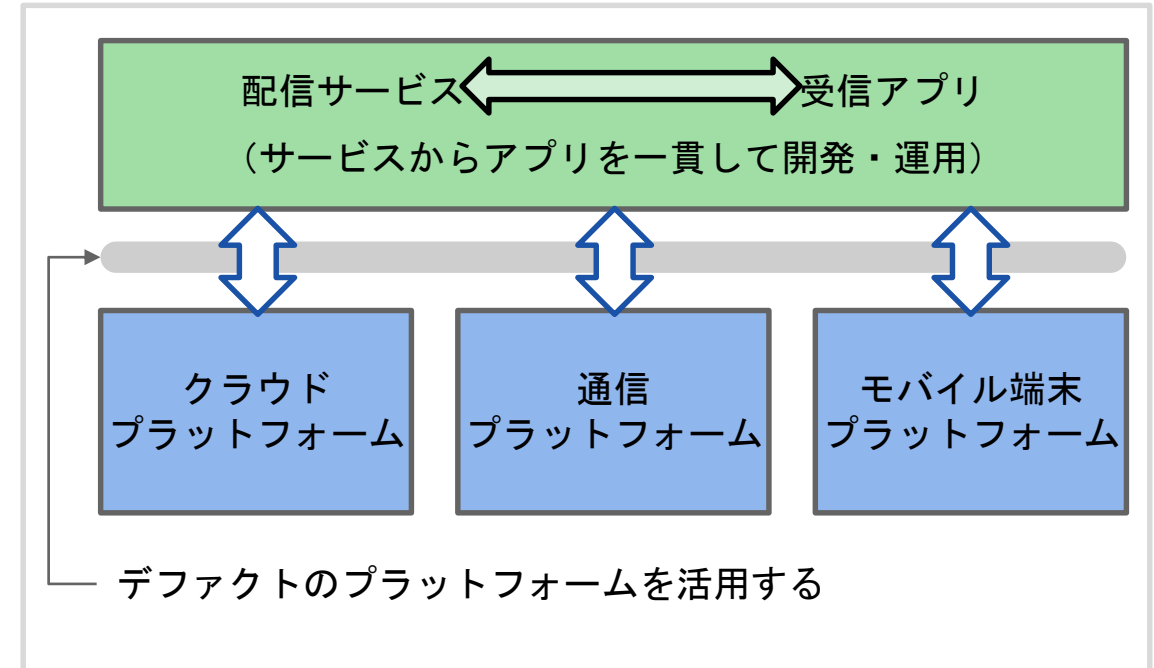 配信サービス 受信アプリ
（サービスからアプリを一貫して開発・運用）
クラウド
プラットフォーム
通信
プラットフォーム
モバイル端末
プラットフォーム
デファクトのプラットフォームを活用する